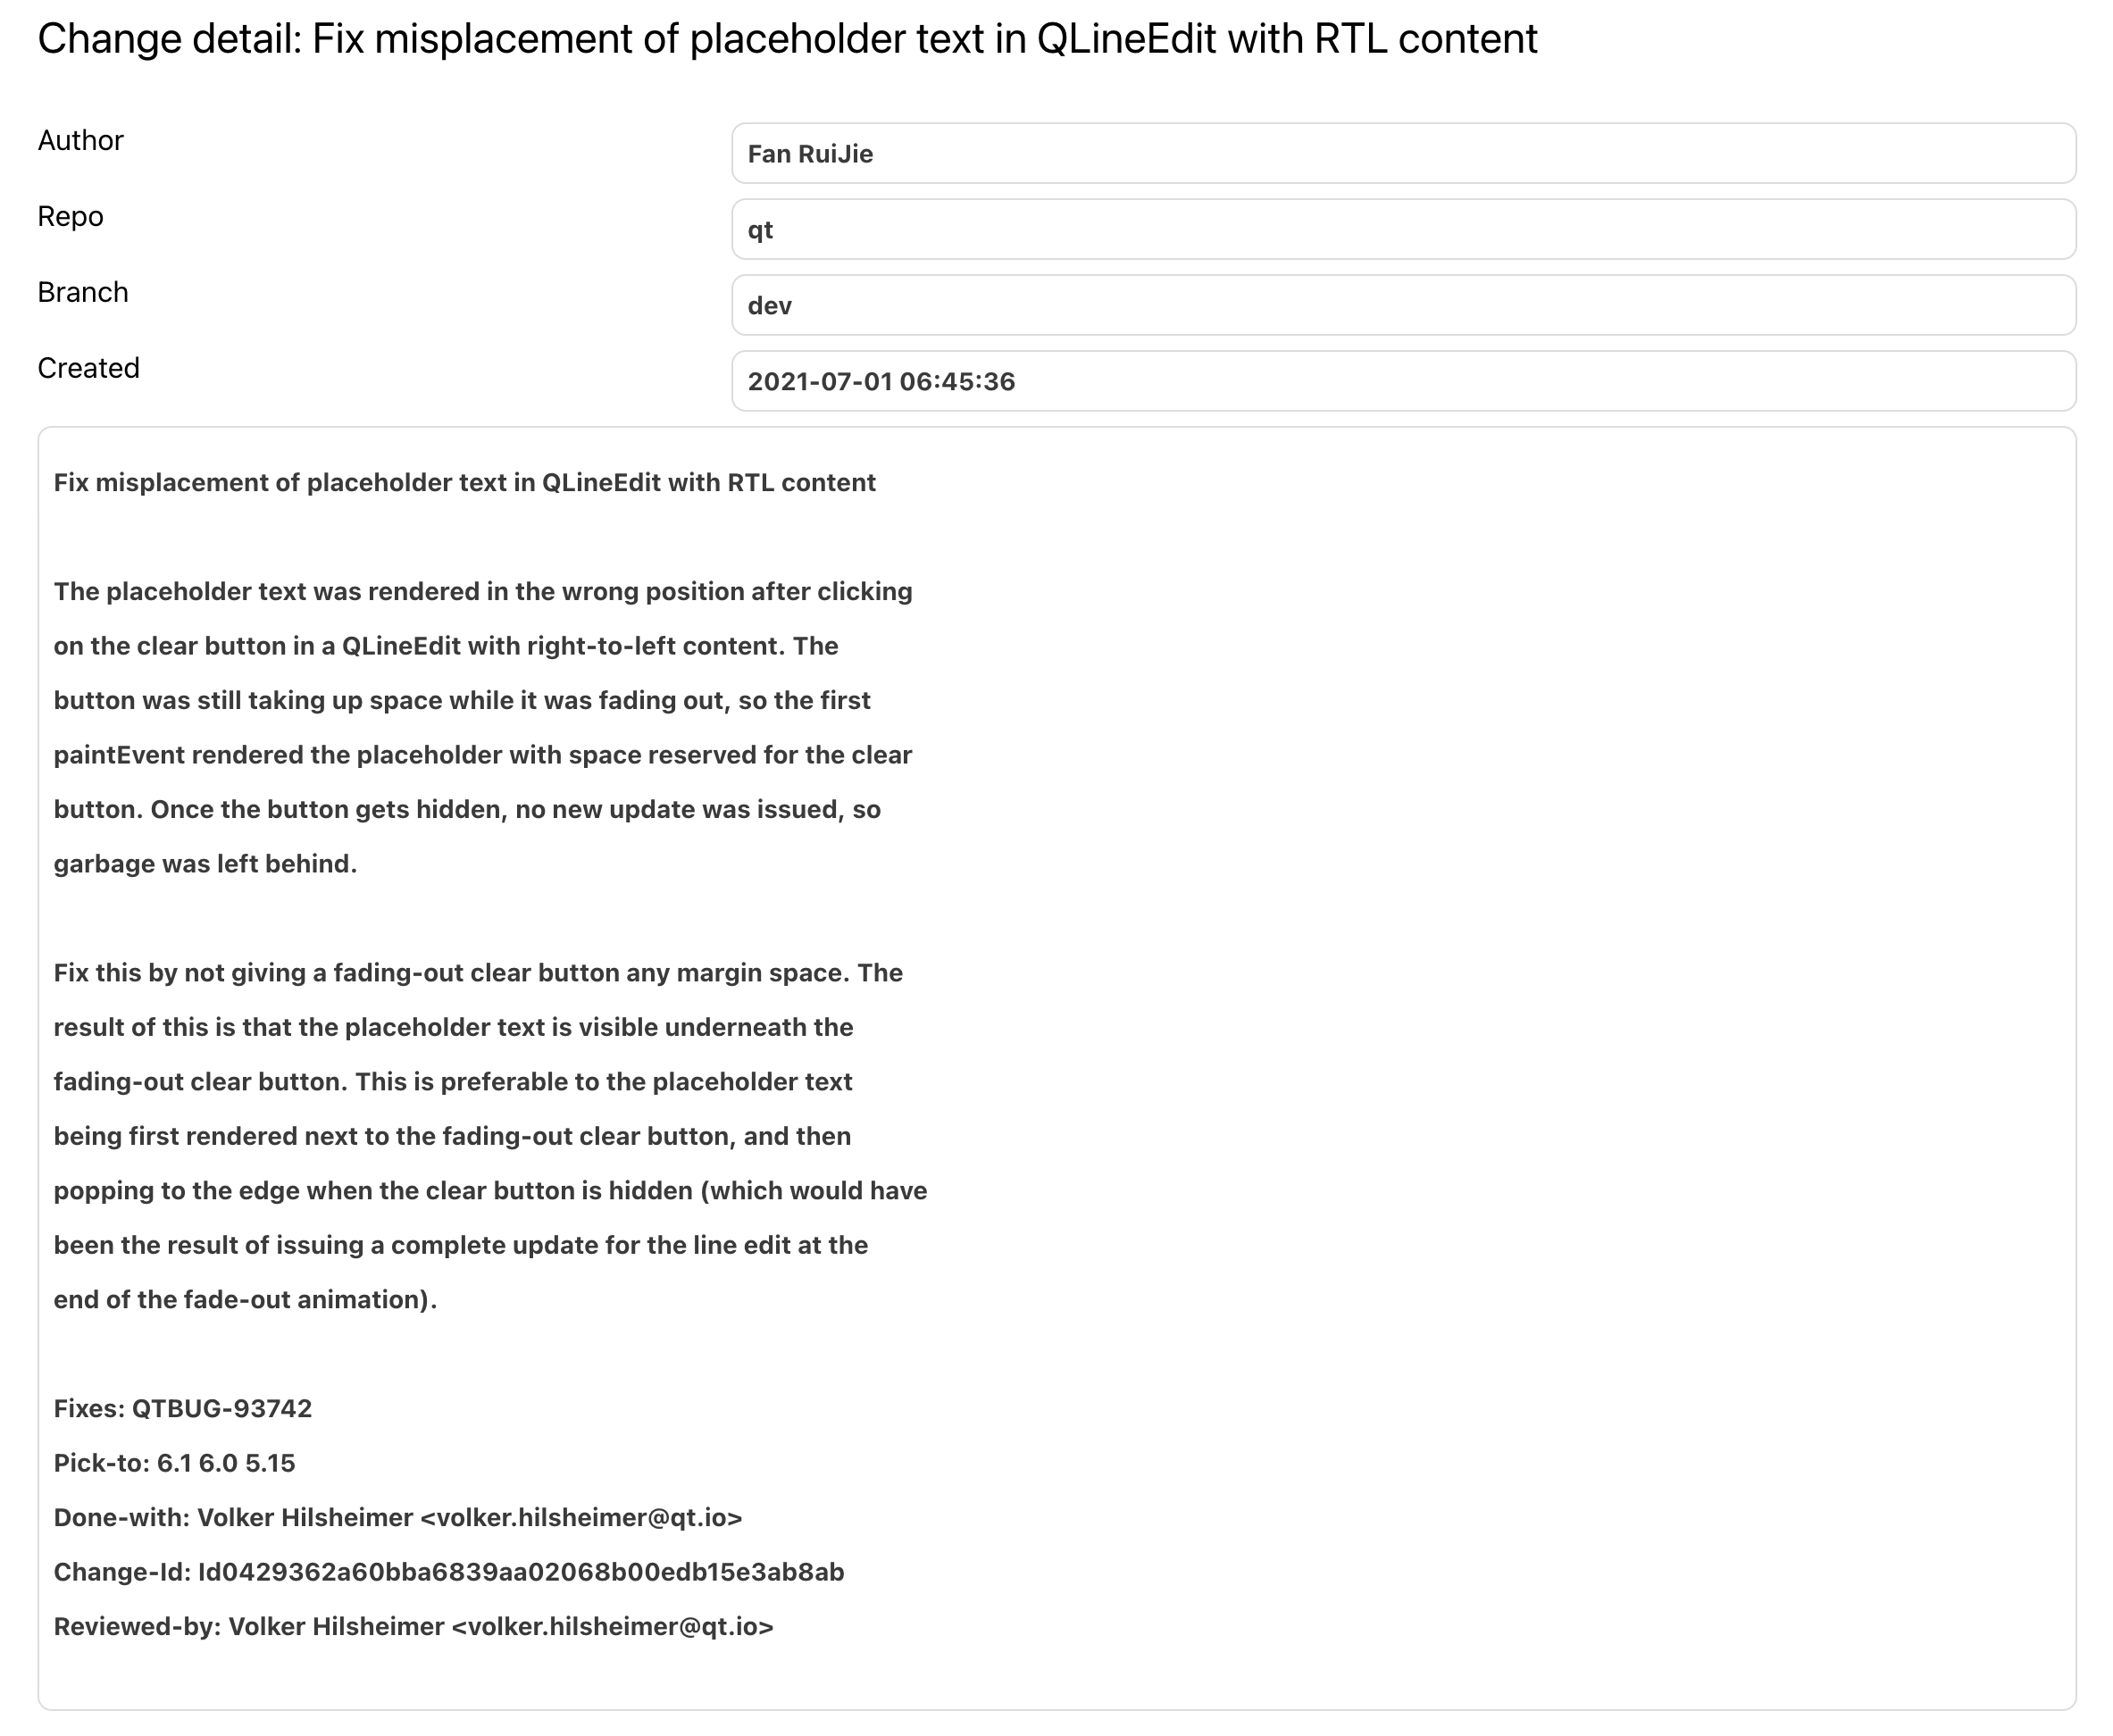 Change detail: Fix misplacement of placeholder text in QLineEdit with RTL content
Author
Fan RuiJie
Repo
qt
Branch
dev
Created
2021-07-01 06:45:36
Fix misplacement of placeholder text in QLineEdit with RTL content
The placeholder text was rendered in the wrong position after clicking
on the clear button in a QLineEdit with right-to-left content. The
button was still taking up space while it was fading out, so the first
paintEvent rendered the placeholder with space reserved for the clear
button. Once the button gets hidden, no new update was issued, so
garbage was left behind.
Fix this by not giving a fading-out clear button any margin space. The
result of this is that the placeholder text is visible underneath the
fading-out clear button. This is preferable to the placeholder text
being first rendered next to the fading-out clear button, and then
popping to the edge when the clear button is hidden (which would have
been the result of issuing a complete update for the line edit at the
end of the fade-out animation).
Fixes: QTBUG-93742
Pick-to: 6.1 6.0 5.15
Done-with: Volker Hilsheimer <volker.hilsheimer@qt.io>
Change-Id: Id0429362a60bba6839aa02068b00edb15e3ab8ab
Reviewed-by: Volker Hilsheimer <volker.hilsheimer@qt.io>